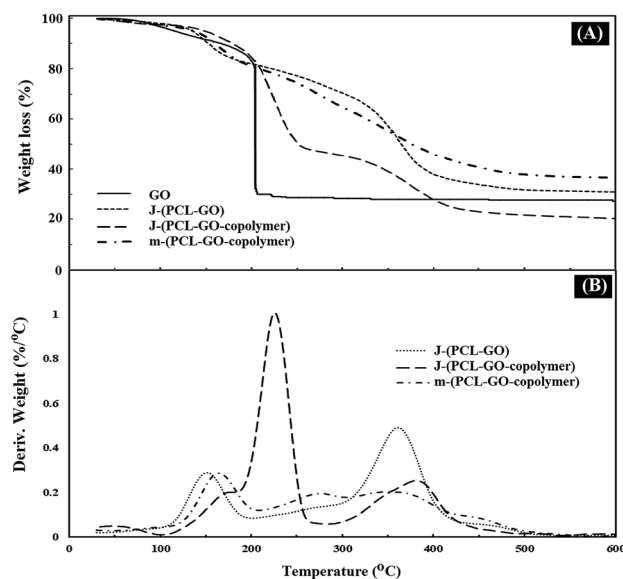 (A)
100
80
60
40
20
0
Weight loss (%)
GO
J-(PCL-GO)
J-(PCL-GO-copolymer)
m-(PCL-GO-copolymer)
(B)
1
0.8
0.6
0.4
0.2
0
Deriv. Weight (%/°C)
J-(PCL-GO)
J-(PCL-GO-copolymer)
m-(PCL-GO-copolymer)
0 100 200 300 400 500 600
Temperature (°C)